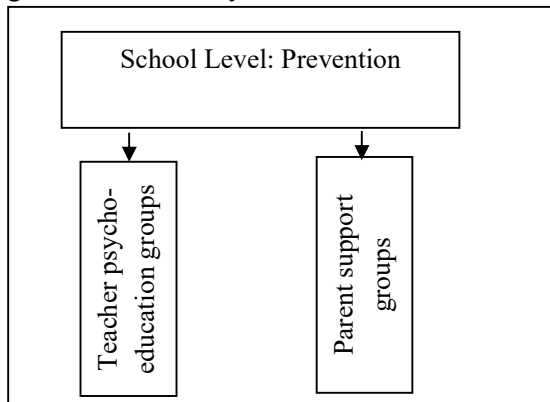 School Level: Prevention
Teacher psycho-
education groups
Parent support
groups